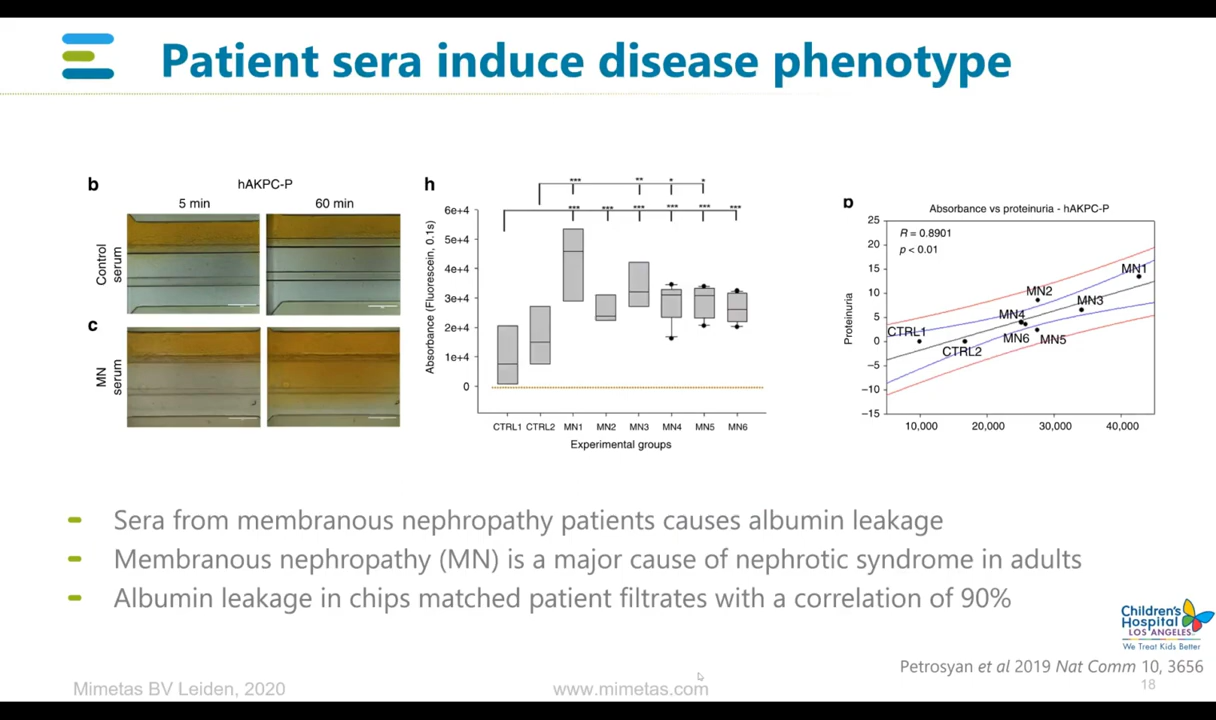 Patient sera induce disease phenotype
b
hAKPC-P
5 min
60 min
Control
serum
c
MN
serum
h
*** ** * *
*** *** *** *** *** ***
Absorbance (Fluorescein, 0.1s)
6e+4
5e+4
4e+4
3e+4
2e+4
1e+4
0
CTRL1 CTRL2 MN1 MN2 MN3 MN4 MN5 MN6
Experimental groups
Absorbance vs proteinuria - hAKPC-P
R = 0.8901
p < 0.01
Proteinuria
25
20
15
10
5
0
−5
−10
−15
MN1
MN2
MN3
MN4
CTRL1
MN6
MN5
CTRL2
10,000 20,000 30,000 40,000
Sera from membranous nephropathy patients causes albumin leakage
Membranous nephropathy (MN) is a major cause of nephrotic syndrome in adults
Albumin leakage in chips matched patient filtrates with a correlation of 90%
Children's
Hospital
LOS ANGELES
We Treat Kids Better
Petrosyan et al 2019 Nat Comm 10, 3656
Mimetas BV Leiden, 2020
www.mimetas.com
18